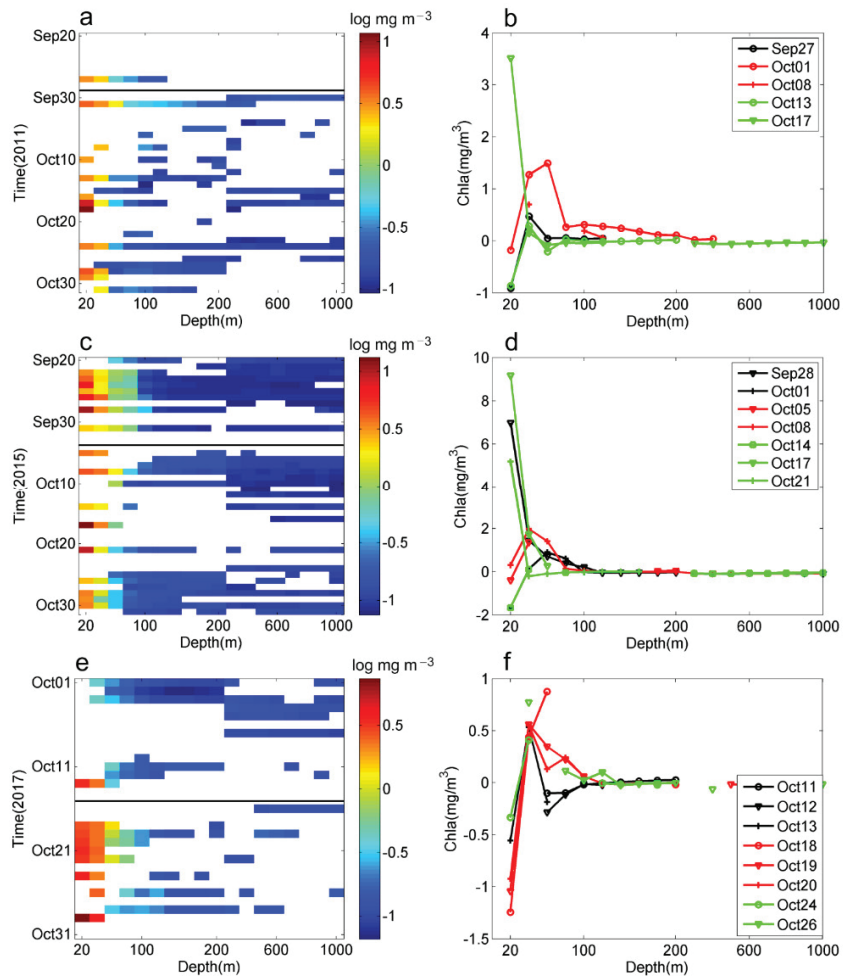 a
log mg m−3
b
Sep20
Sep30
Oct10
Oct20
Oct30
Time(2011)
20 100 200 600 1000
Depth(m)
1
0.5
0
-0.5
-1
Chla(mg/m3)
4
3
2
1
0
-1
20 100 200 600 1000
Depth(m)
Sep27
Oct01
Oct08
Oct13
Oct17
c
log mg m−3
d
Sep20
Sep30
Oct10
Oct20
Oct30
Time(2015)
20 100 200 600 1000
Depth(m)
1
0.5
0
-0.5
-1
Chla(mg/m3)
10
8
6
4
2
0
-2
20 100 200 600 1000
Depth(m)
Sep28
Oct01
Oct05
Oct08
Oct14
Oct17
Oct21
e
log mg m−3
f
Oct01
Oct11
Oct21
Oct31
Time(2017)
20 100 200 600 1000
Depth(m)
0.5
0
-0.5
-1
Chla(mg/m3)
1
0.5
0
-0.5
-1
-1.5
20 100 200 600 1000
Depth(m)
Oct11
Oct12
Oct13
Oct18
Oct19
Oct20
Oct24
Oct26